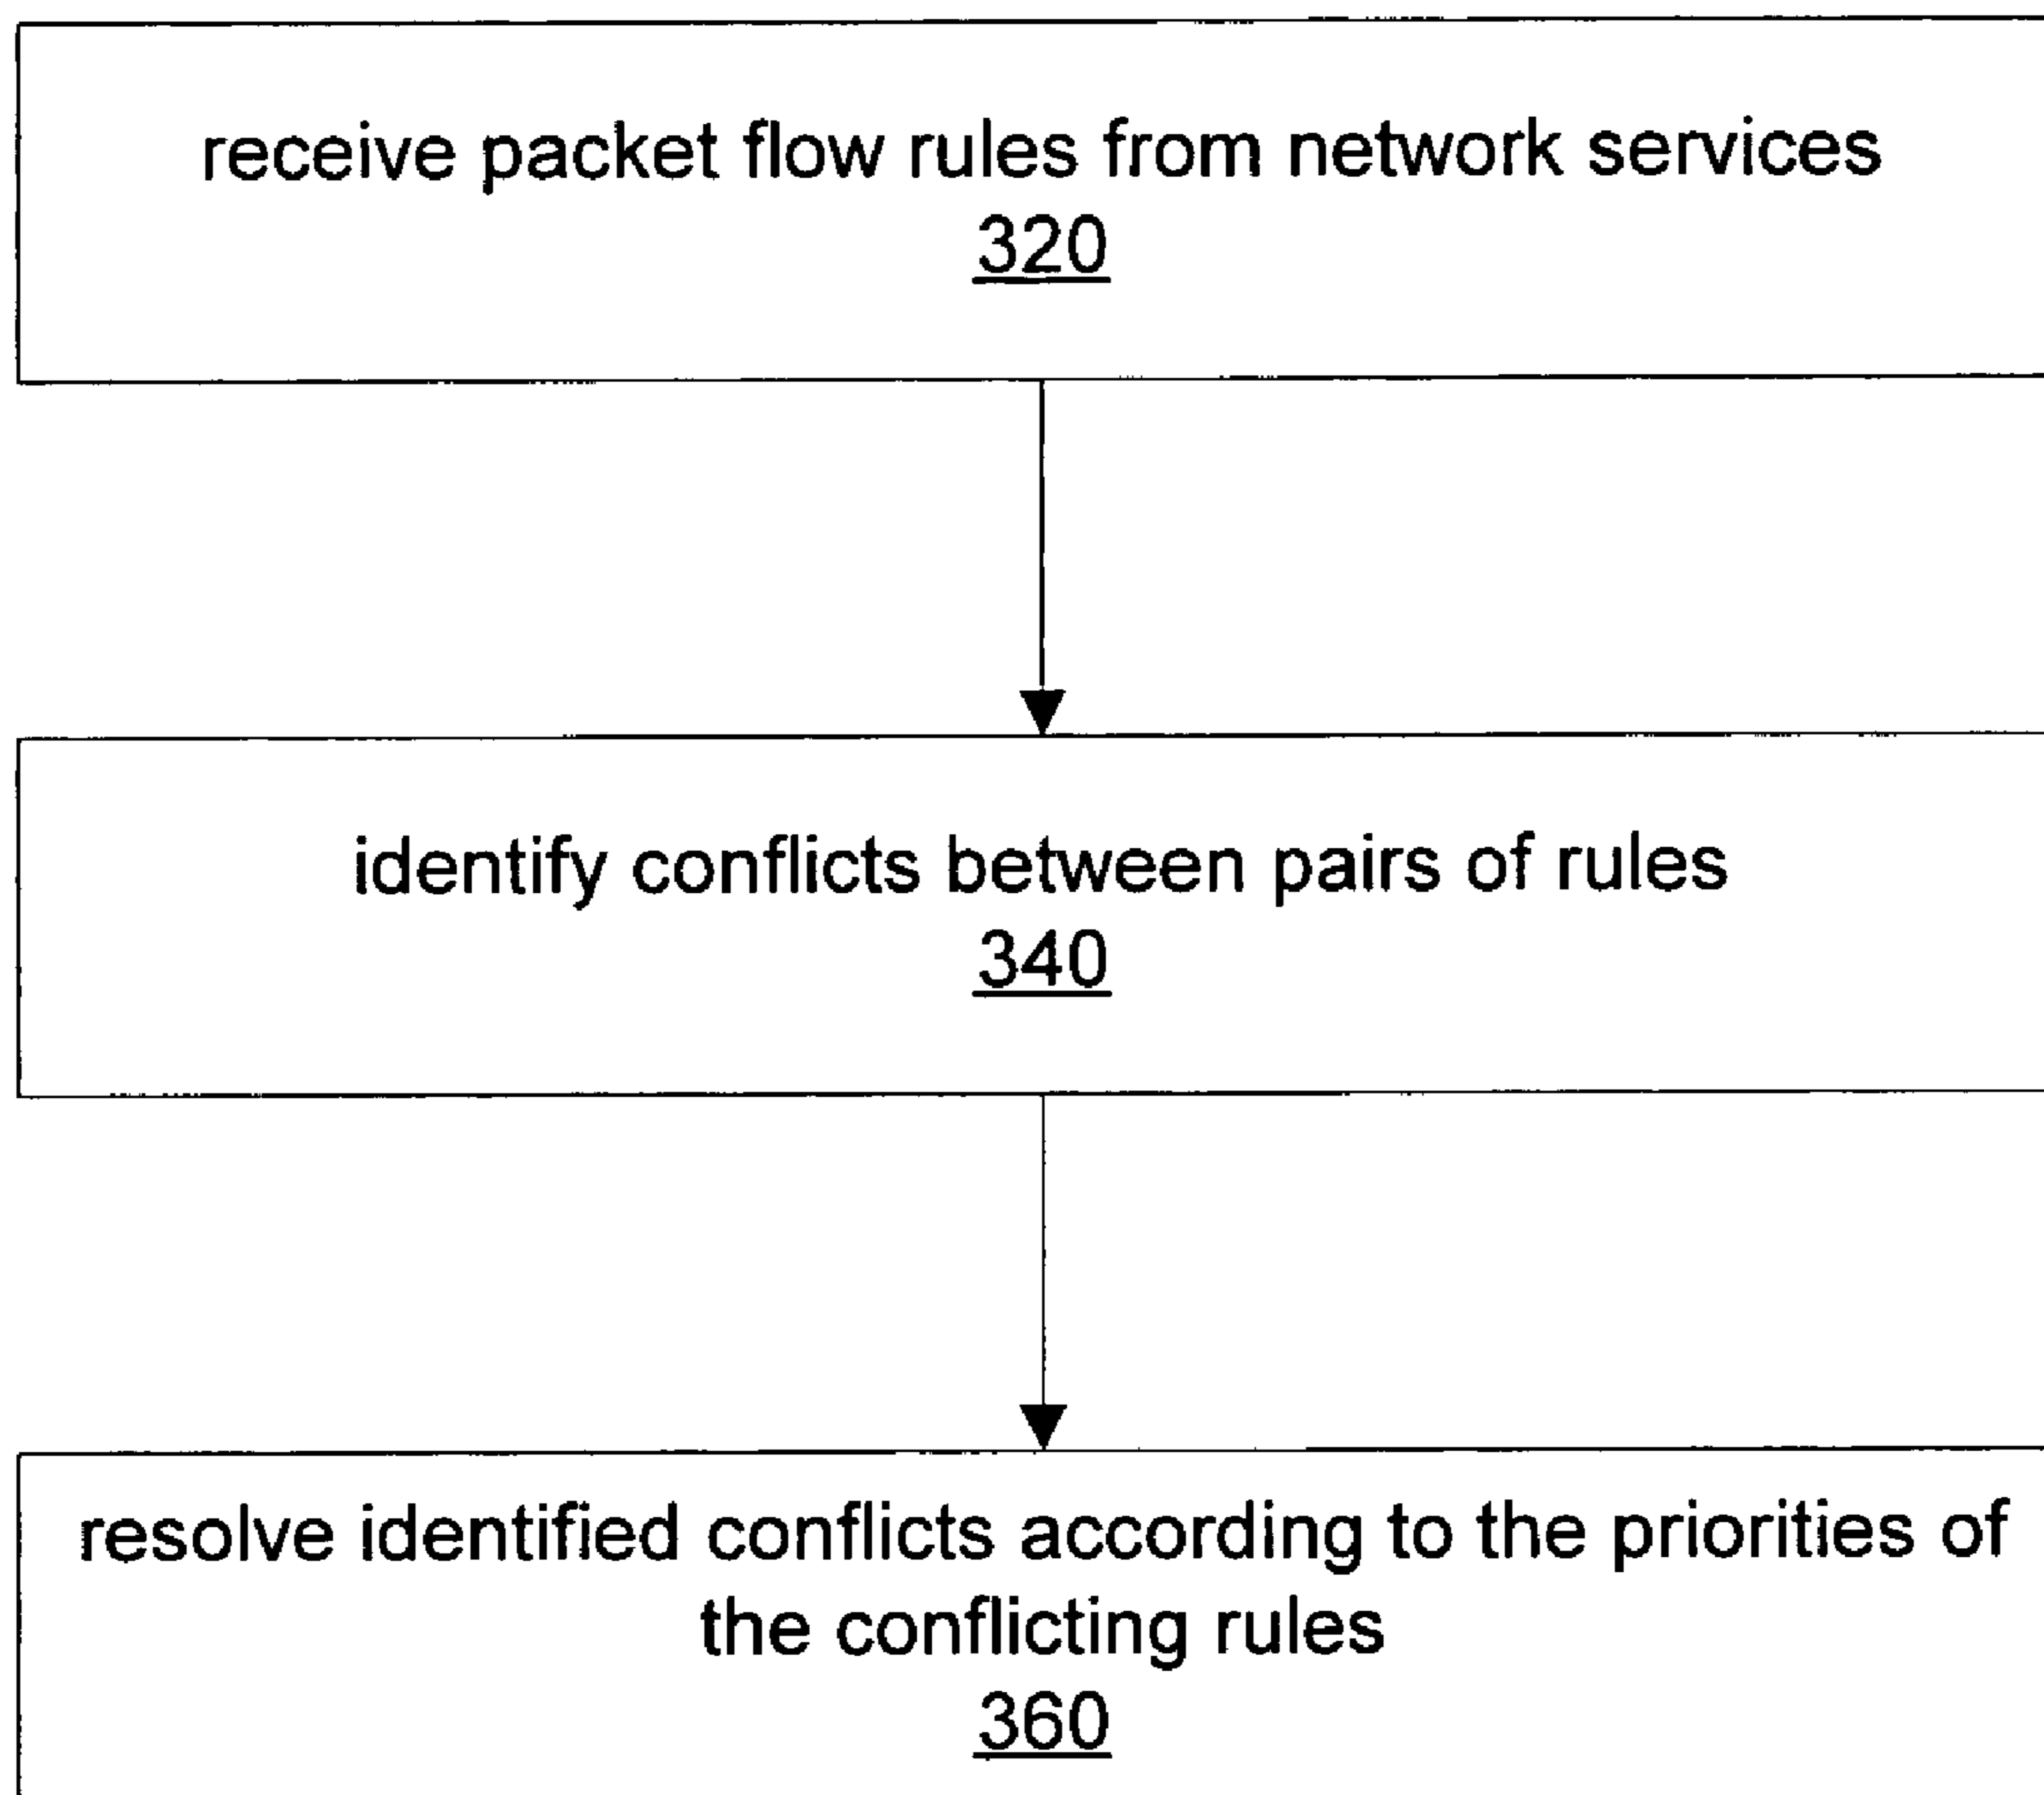 receive packet flow rules from network services
320
identify conflicts between pairs of rules
340
resolve identified conflicts according to the priorities of
the conflicting rules
360